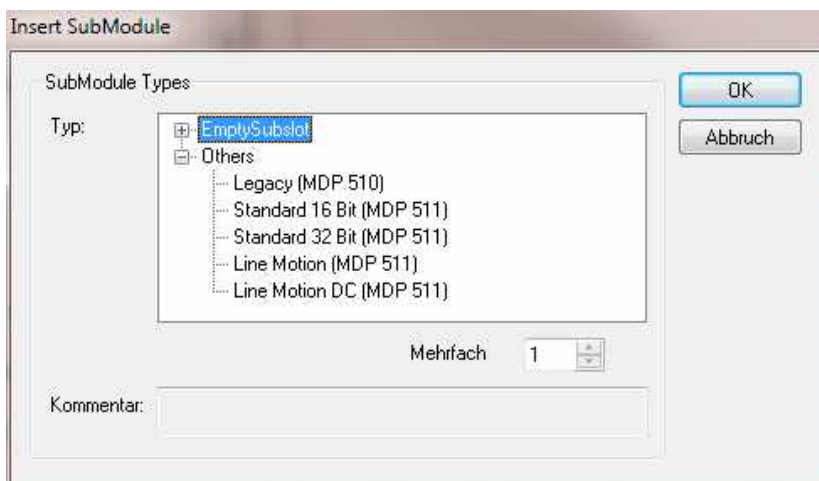 Insert SubModule
SubModule Types
Typ:
EmptySubslot
Others
Legacy (MDP 510)
Standard 16 Bit (MDP 511)
Standard 32 Bit (MDP 511)
Line Motion (MDP 511)
Line Motion DC (MDP 511)
Mehrfach 1
Kommentar:
OK
Abbruch